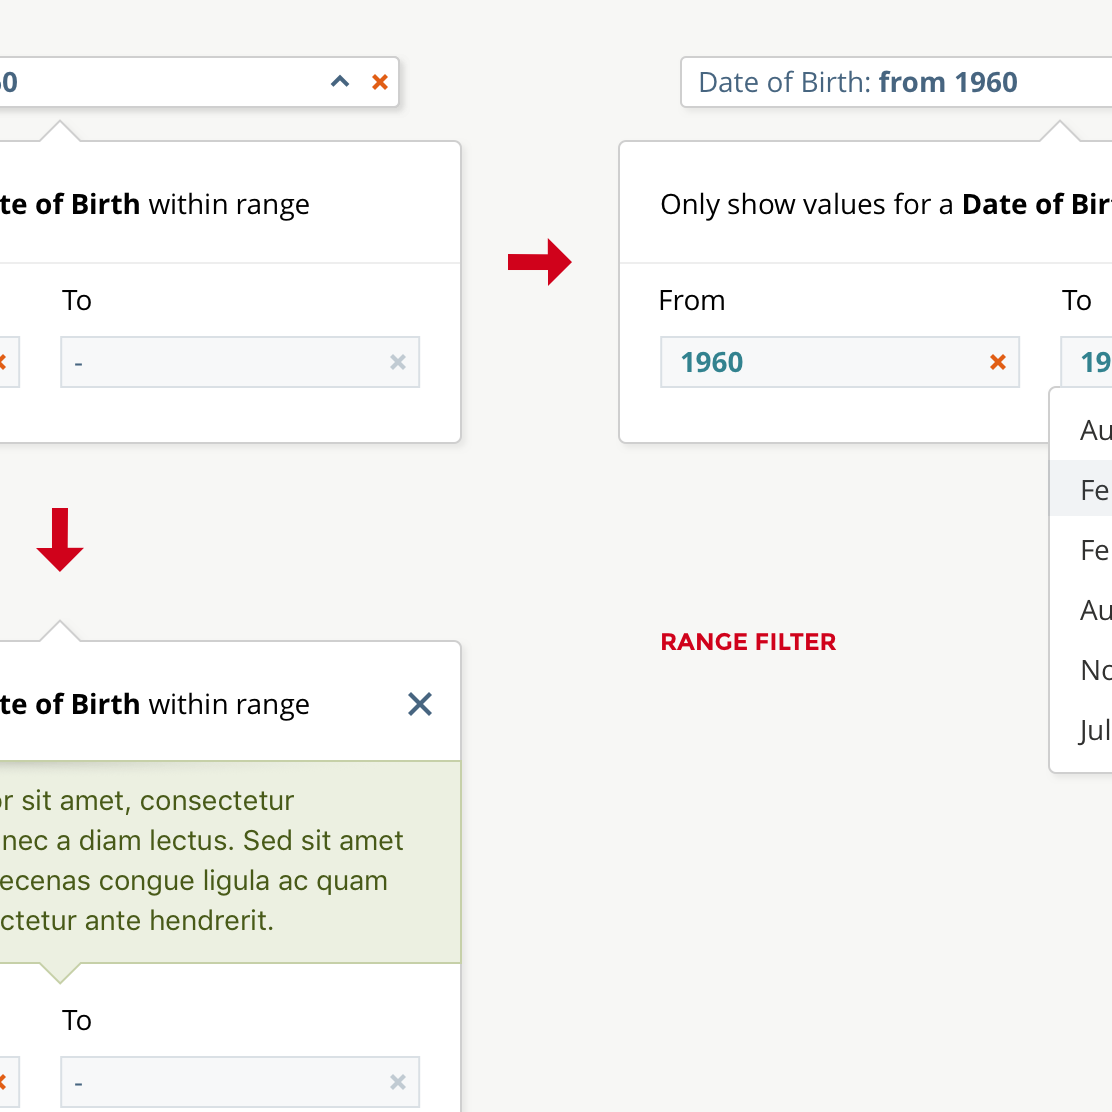 Date of Birth: from 1960
te of Birth within range
To
-
Only show values for a Date of Bir
From
To
1960
19
Au
Fe
Fe
Au
No
Jul
RANGE FILTER
te of Birth within range
or sit amet, consectetur
nec a diam lectus. Sed sit amet
ecenas congue ligula ac quam
ctetur ante hendrerit.
To
-